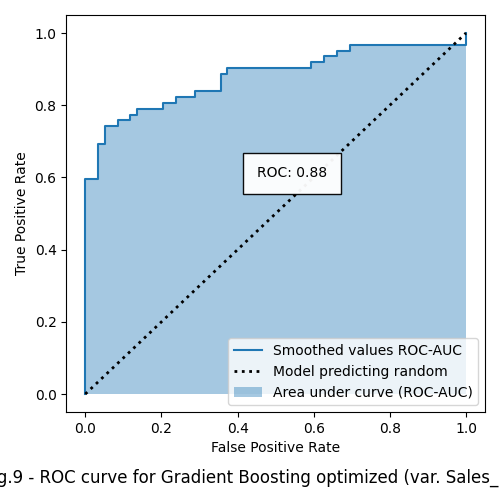 1.0
0.8
0.6
0.4
0.2
0.0
True Positive Rate
ROC: 0.88
Smoothed values ROC-AUC
Model predicting random
Area under curve (ROC-AUC)
0.0 0.2 0.4 0.6 0.8 1.0
False Positive Rate
g.9 - ROC curve for Gradient Boosting optimized (var. Sales_